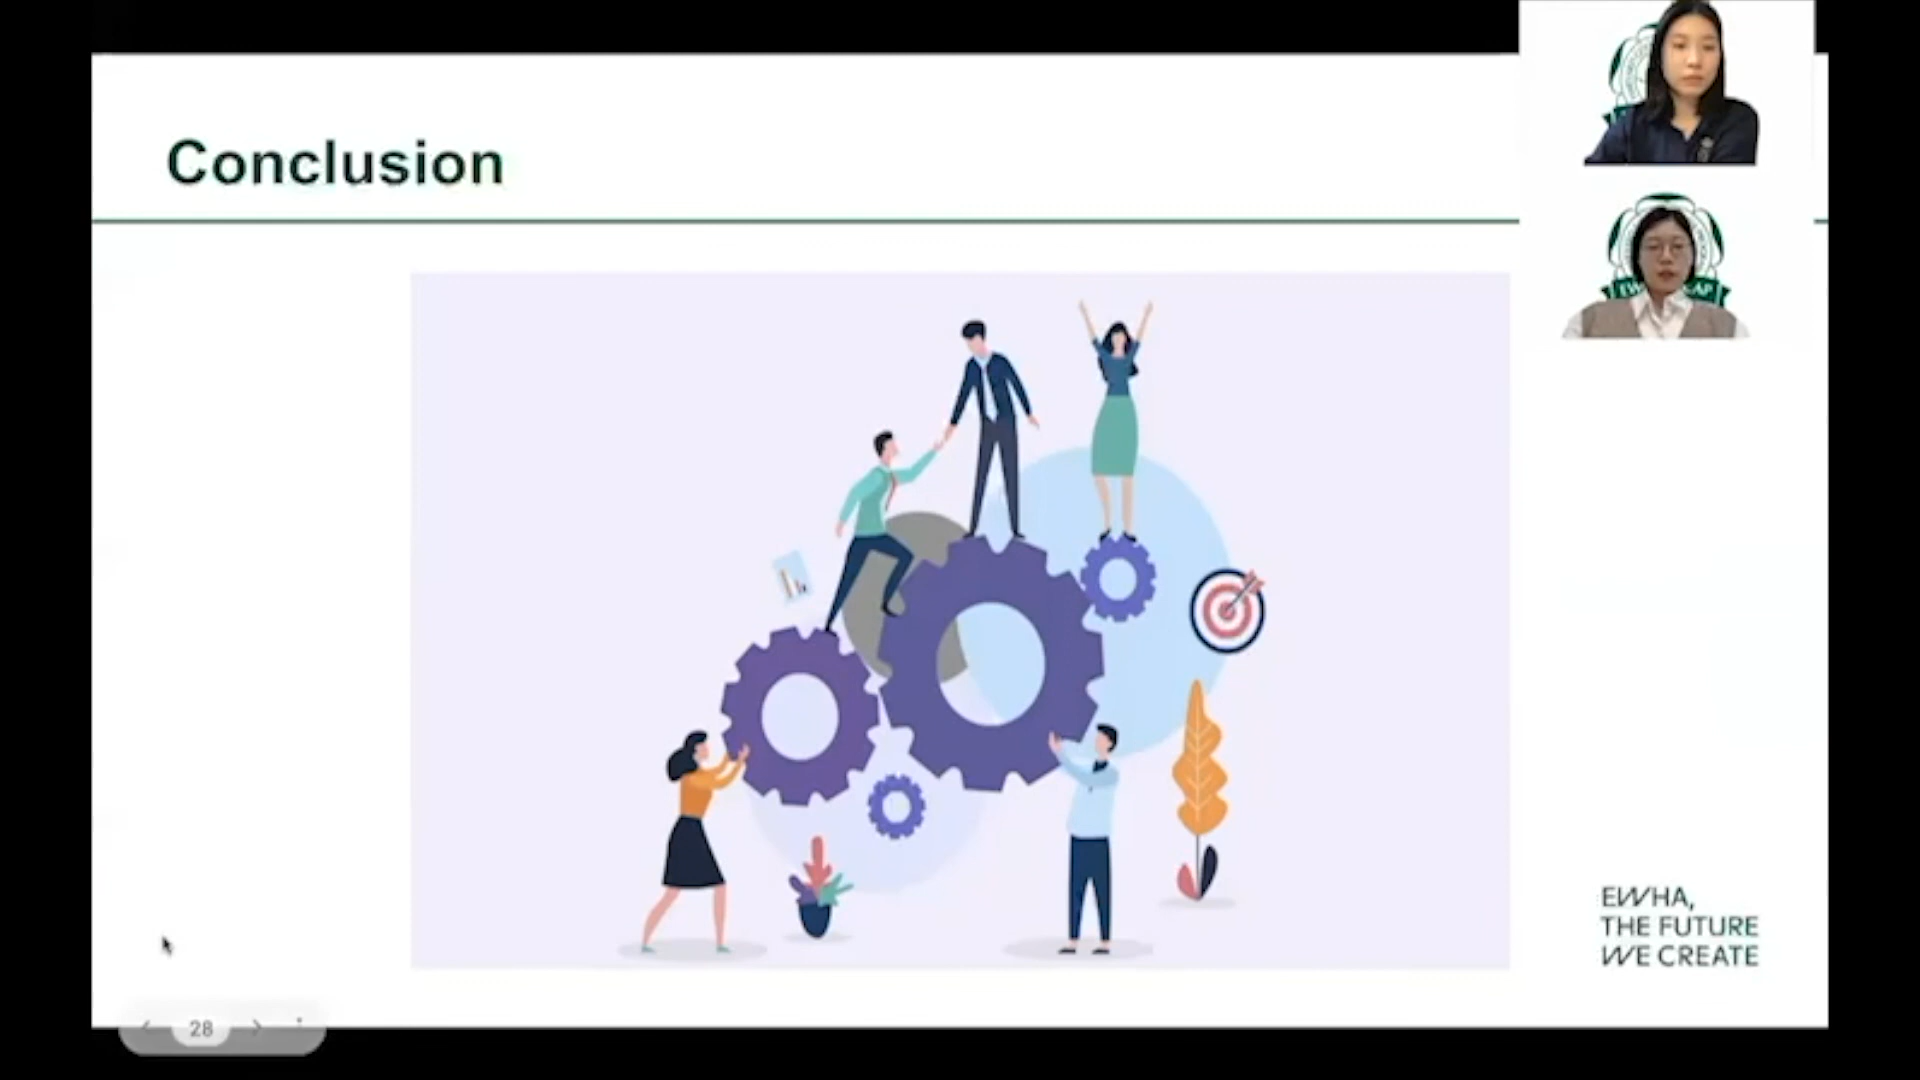 Conclusion
EWHA,
THE FUTURE
WE CREATE
28